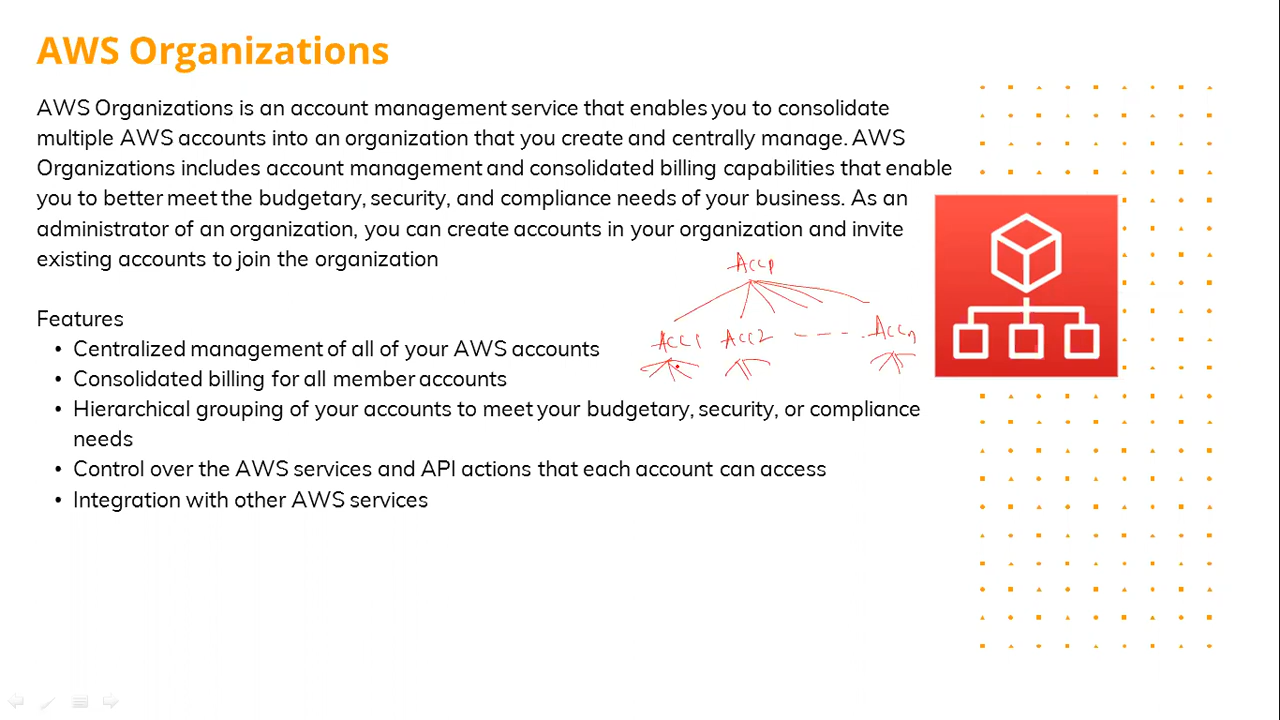 AWS Organizations
AWS Organizations is an account management service that enables you to consolidate
multiple AWS accounts into an organization that you create and centrally manage. AWS
Organizations includes account management and consolidated billing capabilities that enable
you to better meet the budgetary, security, and compliance needs of your business. As an
administrator of an organization, you can create accounts in your organization and invite
existing accounts to join the organization
Accp
Features
Acc1 Acc2 - - - . Accn
• Centralized management of all of your AWS accounts
• Consolidated billing for all member accounts
• Hierarchical grouping of your accounts to meet your budgetary, security, or compliance
needs
• Control over the AWS services and API actions that each account can access
• Integration with other AWS services